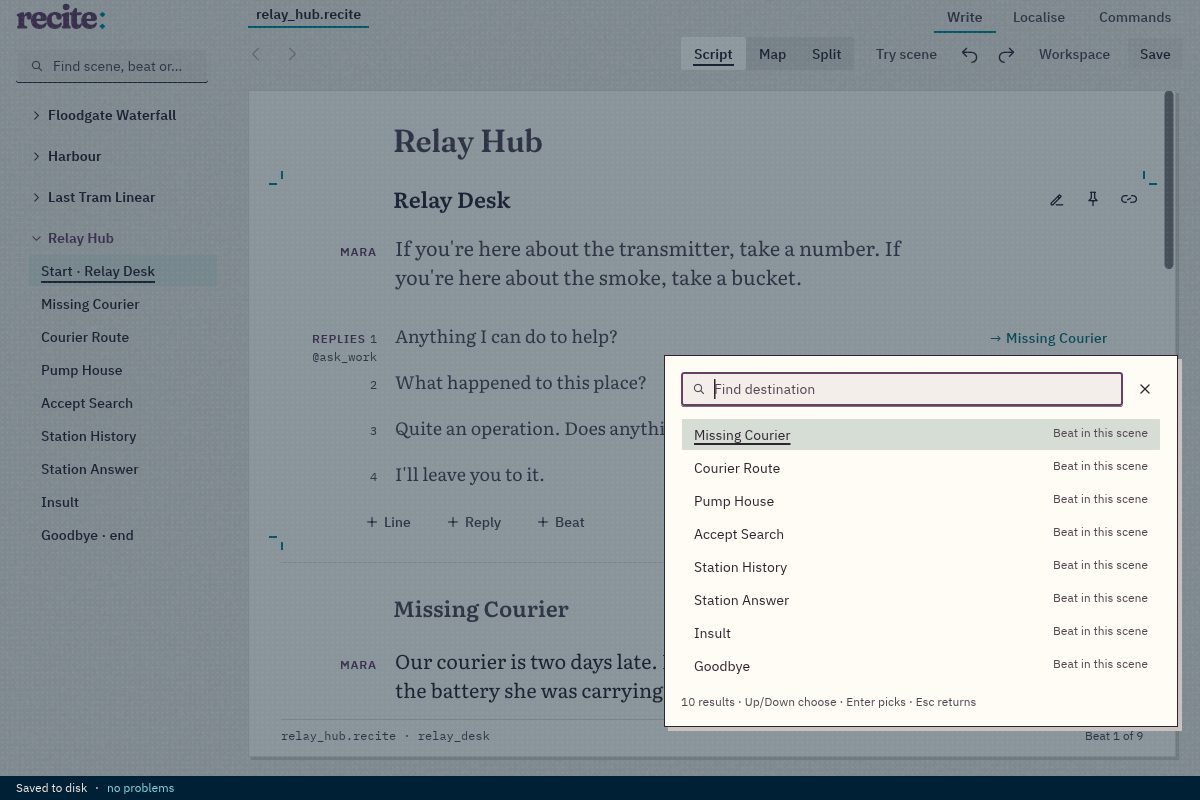 recite:
relay_hub.recite
Write Localise Commands
Find scene, beat or...
Script Map Split Try scene Workspace Save
Floodgate Waterfall
Harbour
Last Tram Linear
Relay Hub
Start · Relay Desk
Missing Courier
Courier Route
Pump House
Accept Search
Station History
Station Answer
Insult
Goodbye · end
Relay Hub
Relay Desk
MARA If you're here about the transmitter, take a number. If
you're here about the smoke, take a bucket.
REPLIES 1 Anything I can do to help? → Missing Courier
@ask_work
2 What happened to this place?
3 Quite an operation. Does anythi
4 I'll leave you to it.
+ Line + Reply + Beat
Missing Courier
MARA Our courier is two days late.
the battery she was carrying
relay_hub.recite · relay_desk Beat 1 of 9
Find destination
Missing Courier Beat in this scene
Courier Route Beat in this scene
Pump House Beat in this scene
Accept Search Beat in this scene
Station History Beat in this scene
Station Answer Beat in this scene
Insult Beat in this scene
Goodbye Beat in this scene
10 results · Up/Down choose · Enter picks · Esc returns
Saved to disk · no problems